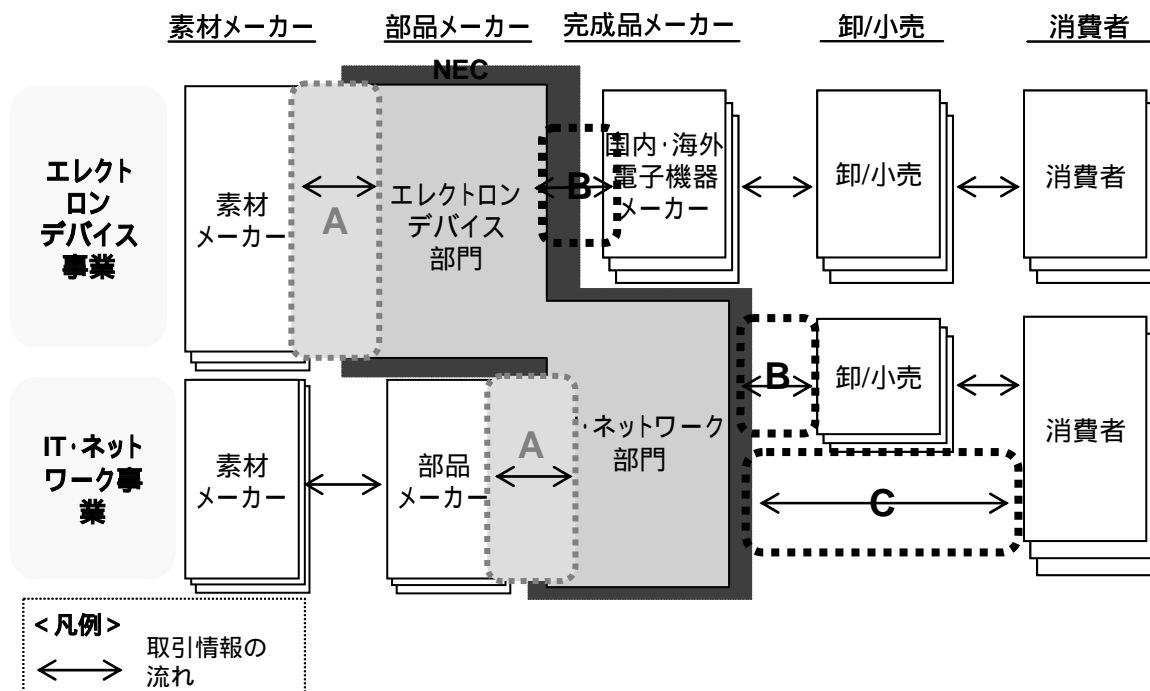 素材メーカー
部品メーカー
完成品メーカー
卸/小売
消費者
NEC
エレクト
ロン
デバイス
事業
素材
メーカー
A
エレクトロン
デバイス
部門
B
国内・海外
電子機器
メーカー
卸/小売
消費者
IT・ネット
ワーク事
業
素材
メーカー
部品
メーカー
A
・ネットワーク
部門
B
卸/小売
C
消費者
<凡例>
取引情報の
流れ